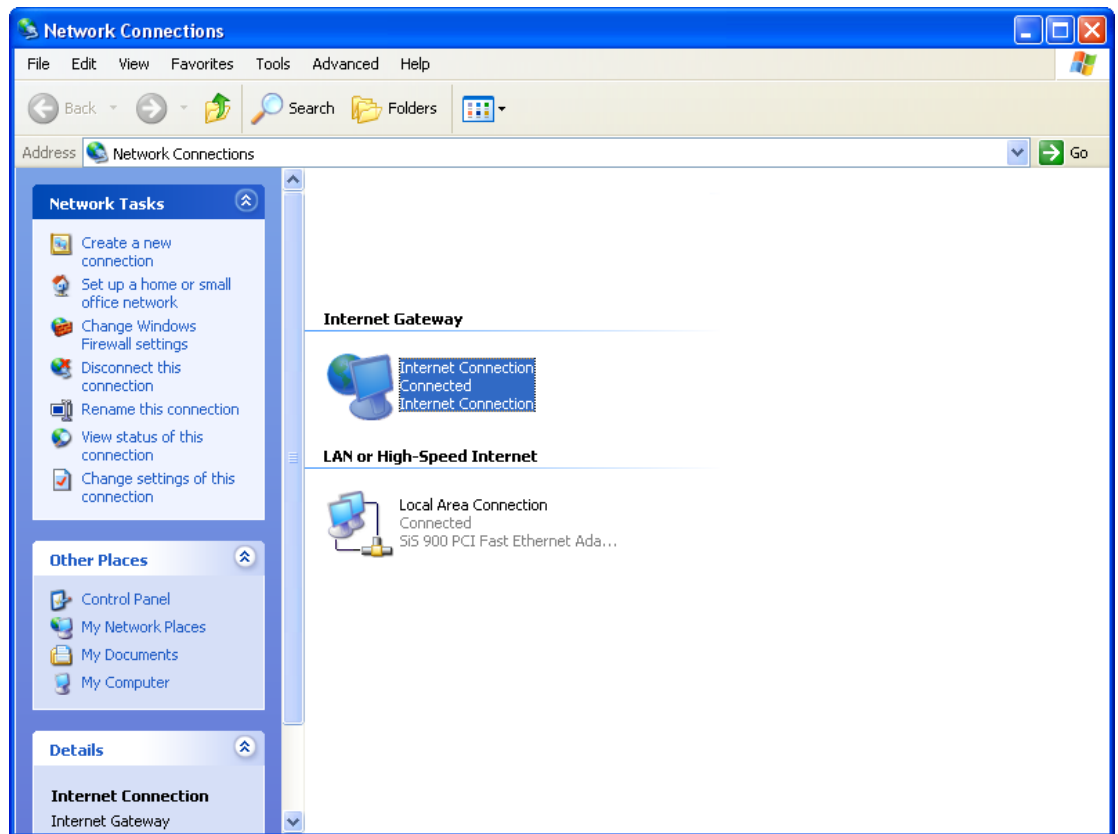 Network Connections
File Edit View Favorites Tools Advanced Help
Back Search Folders
Address Network Connections Go
Network Tasks
Create a new
connection
Set up a home or small
office network
Change Windows
Firewall settings
Disconnect this
connection
Rename this connection
View status of this
connection
Change settings of this
connection
Other Places
Control Panel
My Network Places
My Documents
My Computer
Details
Internet Connection
Internet Gateway
Internet Gateway
Internet Connection
Connected
Internet Connection
LAN or High-Speed Internet
Local Area Connection
Connected
SiS 900 PCI Fast Ethernet Ada...